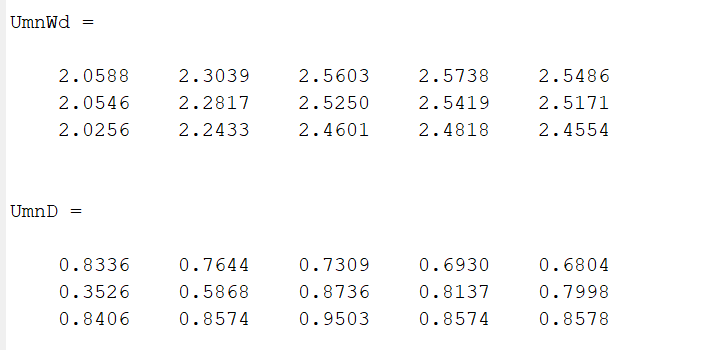 UmnWd =
2.0588 2.3039 2.5603 2.5738 2.5486
2.0546 2.2817 2.5250 2.5419 2.5171
2.0256 2.2433 2.4601 2.4818 2.4554
UmnD =
0.8336 0.7644 0.7309 0.6930 0.6804
0.3526 0.5868 0.8736 0.8137 0.7998
0.8406 0.8574 0.9503 0.8574 0.8578